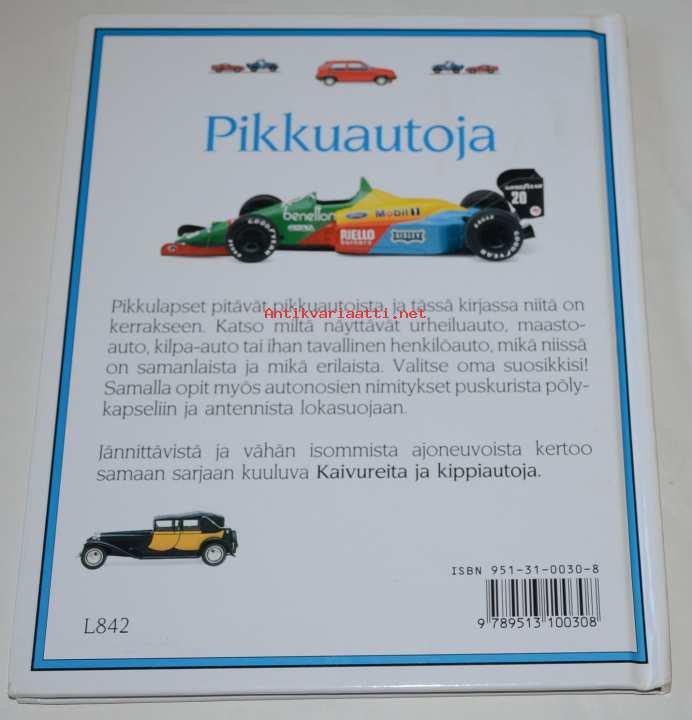 Pikkuautoja
GOODYEAR
20
benetton
Ford
Mobil 1
RIELLO
burners
Pikkulapset pitävät pikkuautoista, ja tässä kirjassa niitä on
Antikvariaatti.net
kerrakseen. Katso miltä näyttävät urheiluauto, maasto-
auto, kilpa-auto tai ihan tavallinen henkilöauto, mikä niissä
on samanlaista ja mikä erilaista. Valitse oma suosikkisi!
Samalla opit myös autonosien nimitykset puskurista pöly-
kapseliin ja antennista lokasuojaan.
Jännittävistä ja vähän isommista ajoneuvoista kertoo
samaan sarjaan kuuluva Kaivureita ja kippiautoja.
ISBN 951-31-0030-8
9 789513 100308
L842